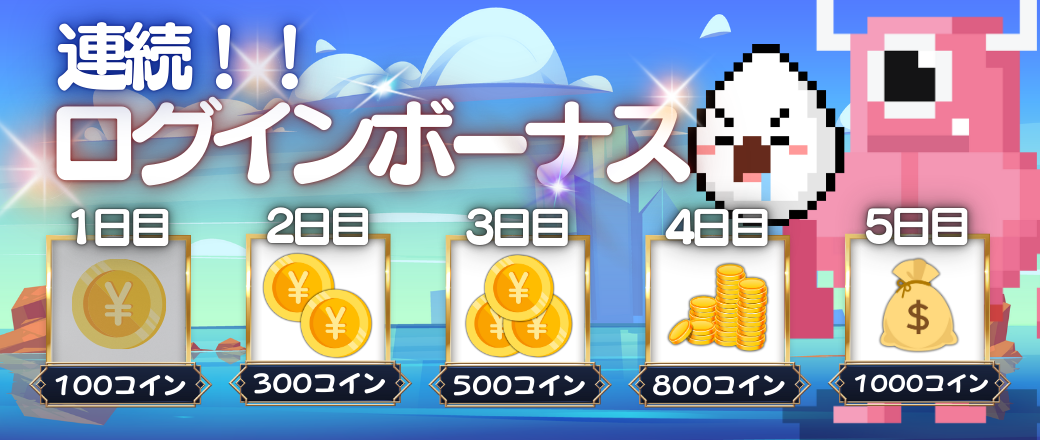 連続！！
ログインボーナス
1日目
2日目
3日目
4日目
5日目
¥
¥
¥
¥
¥
¥
$
100コイン
300コイン
500コイン
800コイン
1000コイン